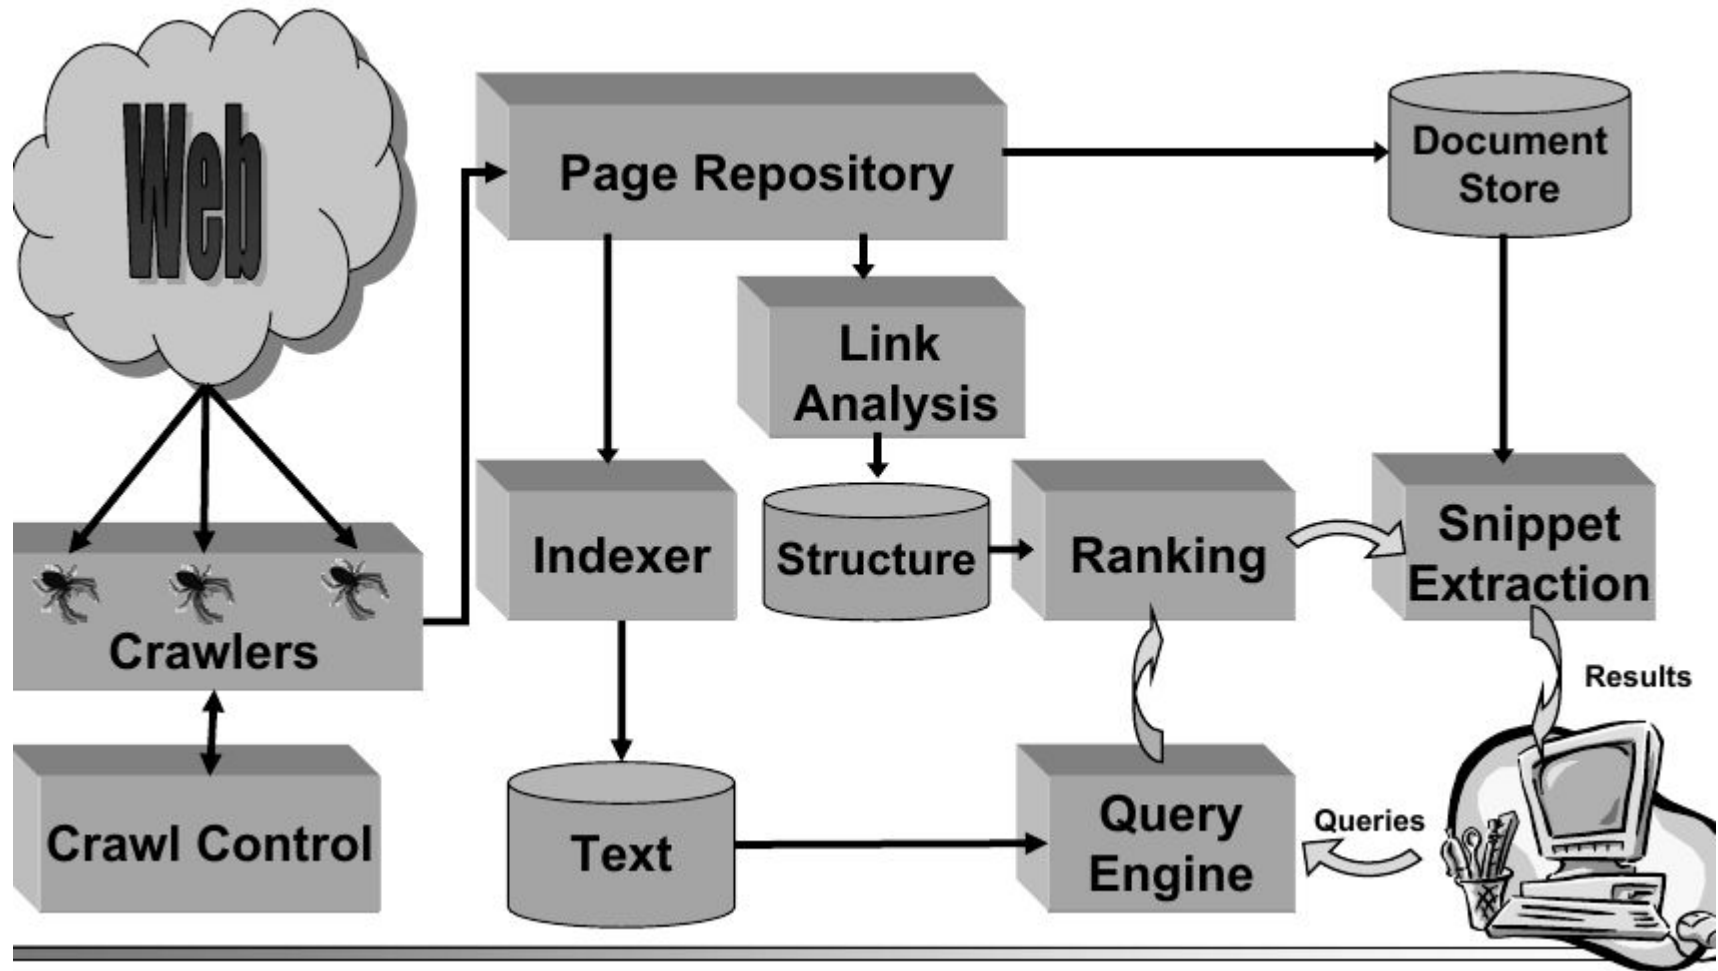 Web
Page Repository
Document
Store
Link
Analysis
Indexer
Structure
Ranking
Snippet
Extraction
Crawlers
Results
Crawl Control
Text
Query
Engine
Queries